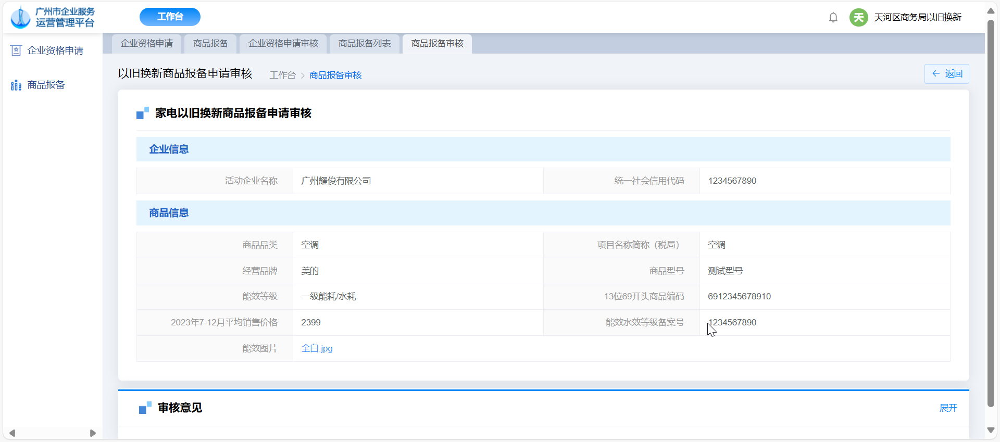 广州市企业服务
运营管理平台
工作台
天
天河区商务局以旧换新
企业资格申请
商品报备
企业资格申请
商品报备
企业资格申请审核
商品报备列表
商品报备审核
以旧换新商品报备申请审核
工作台 > 商品报备审核
返回
家电以旧换新商品报备申请审核
企业信息
活动企业名称 广州耀俊有限公司 统一社会信用代码 1234567890
商品信息
商品品类 空调 项目名称简称（税局） 空调
经营品牌 美的 商品型号 测试型号
能效等级 一级能耗/水耗 13位69开头商品编码 6912345678910
2023年7-12月平均销售价格 2399 能效水效等级备案号 1234567890
能效图片 全白.jpg
审核意见
展开